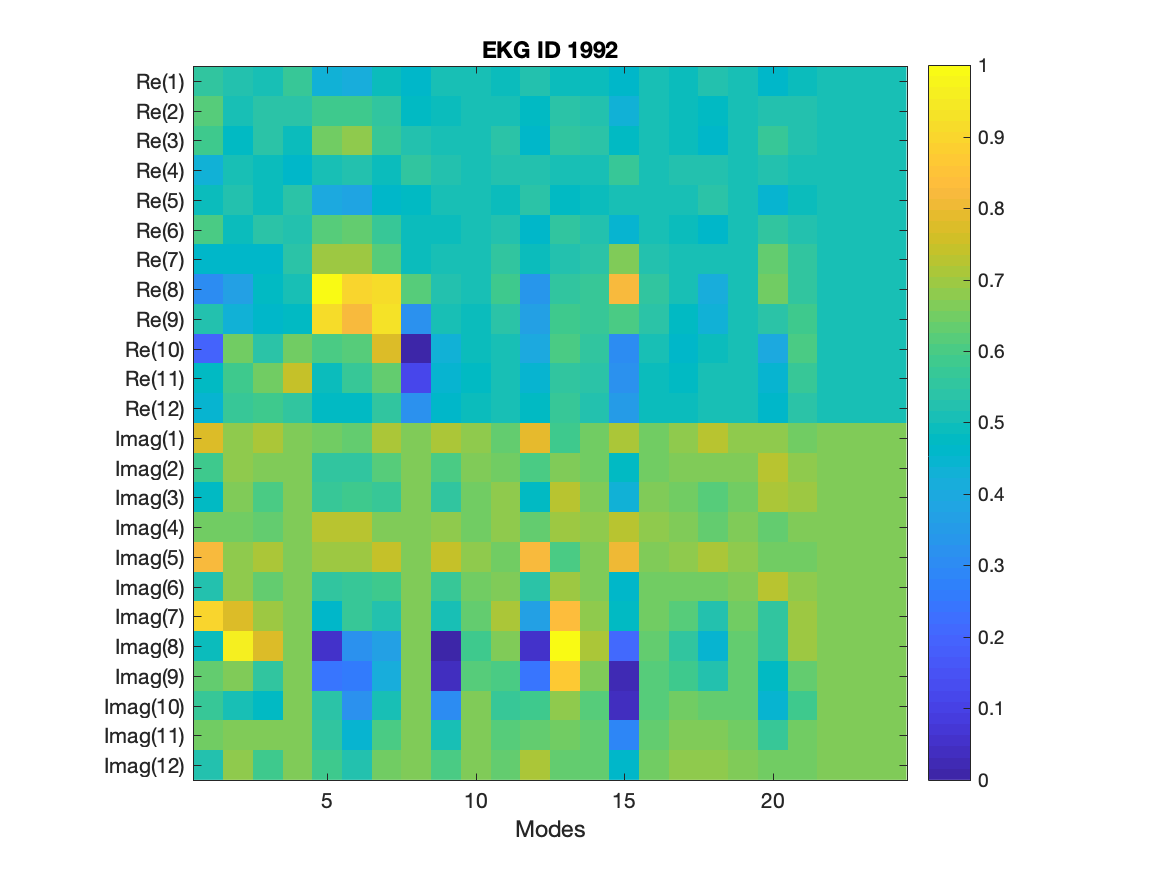 EKG ID 1992
Re(1)
Re(2)
Re(3)
Re(4)
Re(5)
Re(6)
Re(7)
Re(8)
Re(9)
Re(10)
Re(11)
Re(12)
Imag(1)
Imag(2)
Imag(3)
Imag(4)
Imag(5)
Imag(6)
Imag(7)
Imag(8)
Imag(9)
Imag(10)
Imag(11)
Imag(12)
5 10 15 20
Modes
1
0.9
0.8
0.7
0.6
0.5
0.4
0.3
0.2
0.1
0